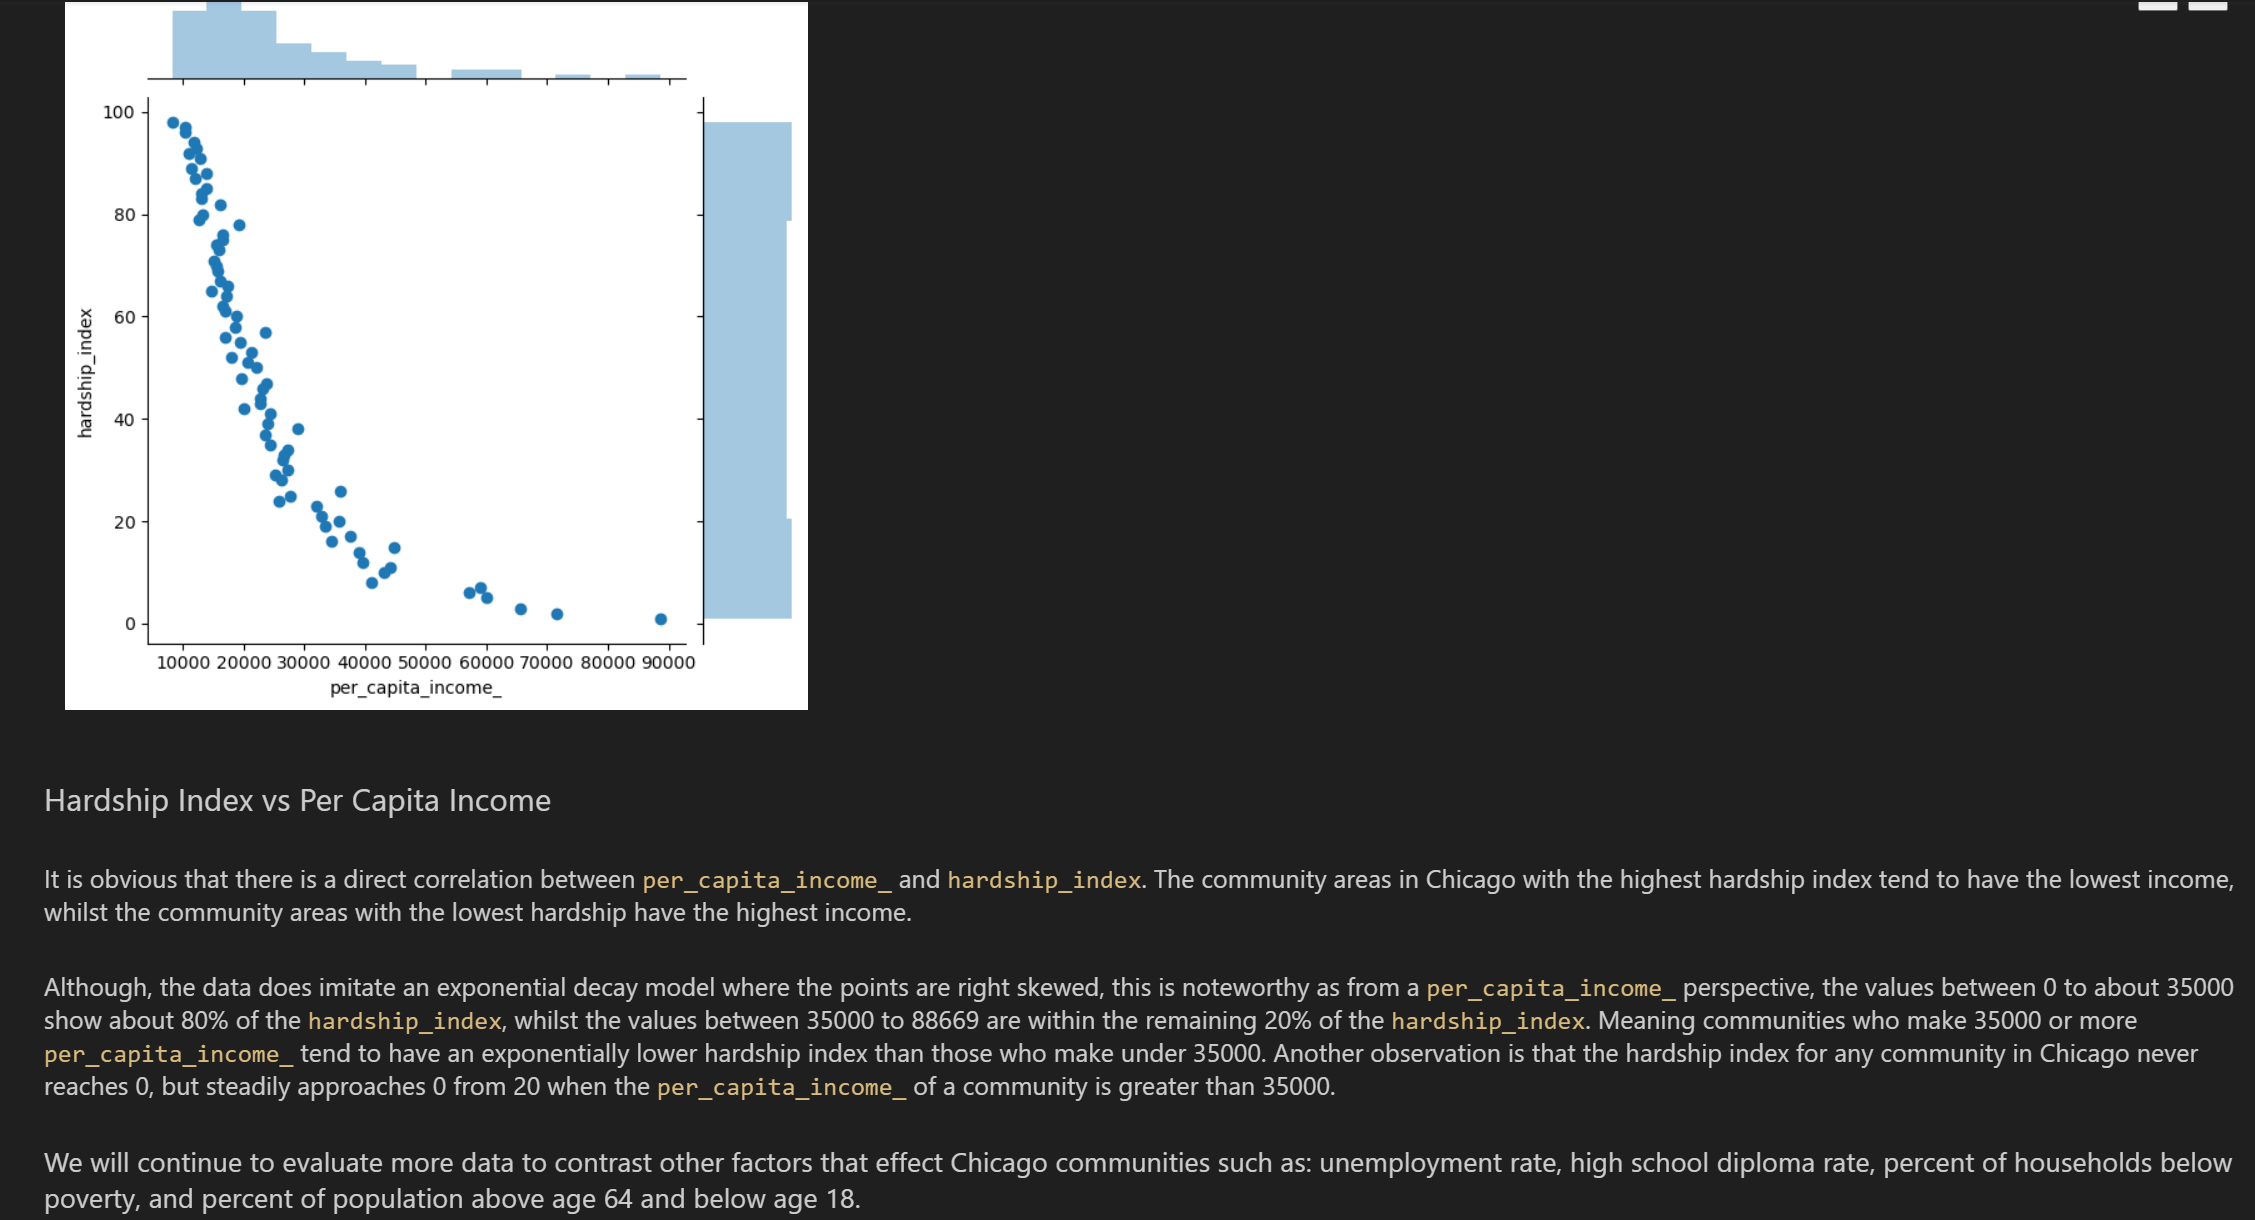 100
80
60
40
20
0
hardship_index
10000 20000 30000 40000 50000 60000 70000 80000 90000
per_capita_income_
Hardship Index vs Per Capita Income
It is obvious that there is a direct correlation between per_capita_income_ and hardship_index. The community areas in Chicago with the highest hardship index tend to have the lowest income,
whilst the community areas with the lowest hardship have the highest income.
Although, the data does imitate an exponential decay model where the points are right skewed, this is noteworthy as from a per_capita_income_ perspective, the values between 0 to about 35000
show about 80% of the hardship_index, whilst the values between 35000 to 88669 are within the remaining 20% of the hardship_index. Meaning communities who make 35000 or more
per_capita_income_ tend to have an exponentially lower hardship index than those who make under 35000. Another observation is that the hardship index for any community in Chicago never
reaches 0, but steadily approaches 0 from 20 when the per_capita_income_ of a community is greater than 35000.
We will continue to evaluate more data to contrast other factors that effect Chicago communities such as: unemployment rate, high school diploma rate, percent of households below
poverty, and percent of population above age 64 and below age 18.